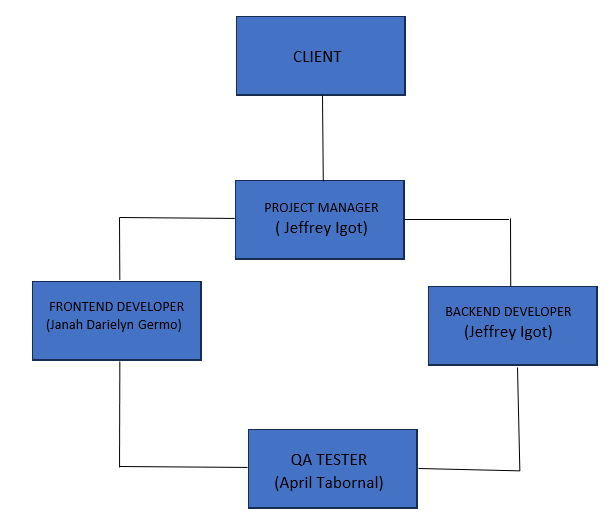 CLIENT
PROJECT MANAGER
( Jeffrey Igot)
FRONTEND DEVELOPER
(Janah Darielyn Germo)
BACKEND DEVELOPER
(Jeffrey Igot)
QA TESTER
(April Tabornal)